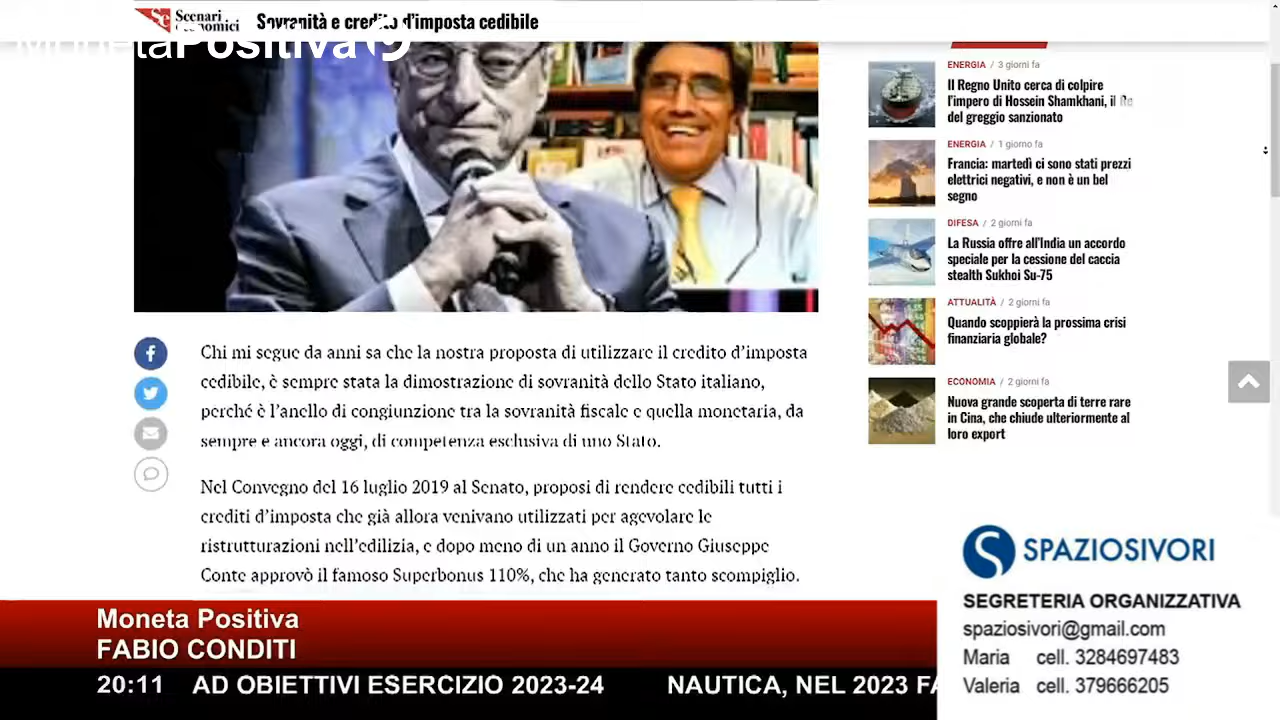 Scenari
economici
Sovranità e credito d'imposta cedibile
MonetaPositiva
ENERGIA / 3 giorni fa
Il Regno Unito cerca di colpire
l'impero di Hossein Shamkhani, il Re
del greggio sanzionato
ENERGIA / 1 giorno fa
Francia: martedì ci sono stati prezzi
elettrici negativi, e non è un bel
segno
DIFESA / 2 giorni fa
La Russia offre all'India un accordo
speciale per la cessione del caccia
stealth Sukhoi Su-75
ATTUALITÀ / 2 giorni fa
Quando scoppierà la prossima crisi
finanziaria globale?
ECONOMIA / 2 giorni fa
Nuova grande scoperta di terre rare
in Cina, che chiude ulteriormente al
loro export
Chi mi segue da anni sa che la nostra proposta di utilizzare il credito d'imposta
cedibile, è sempre stata la dimostrazione di sovranità dello Stato italiano,
perché è l'anello di congiunzione tra la sovranità fiscale e quella monetaria, da
sempre e ancora oggi, di competenza esclusiva di uno Stato.
Nel Convegno del 16 luglio 2019 al Senato, proposi di rendere cedibili tutti i
crediti d'imposta che già allora venivano utilizzati per agevolare le
ristrutturazioni nell'edilizia, e dopo meno di un anno il Governo Giuseppe
Conte approvò il famoso Superbonus 110%, che ha generato tanto scompiglio.
SPAZIOSIVORI
SEGRETERIA ORGANIZZATIVA
spaziosivori@gmail.com
Maria cell. 3284697483
Valeria cell. 379666205
Moneta Positiva
FABIO CONDITI
20:11 AD OBIETTIVI ESERCIZIO 2023-24 NAUTICA, NEL 2023 FA